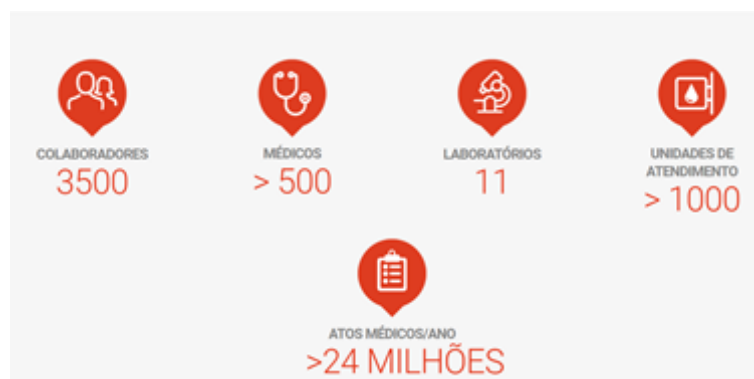 COLABORADORES
3500
MÉDICOS
> 500
LABORATÓRIOS
11
UNIDADES DE
ATENDIMENTO
> 1000
ATOS MÉDICOS/ANO
>24 MILHÕES